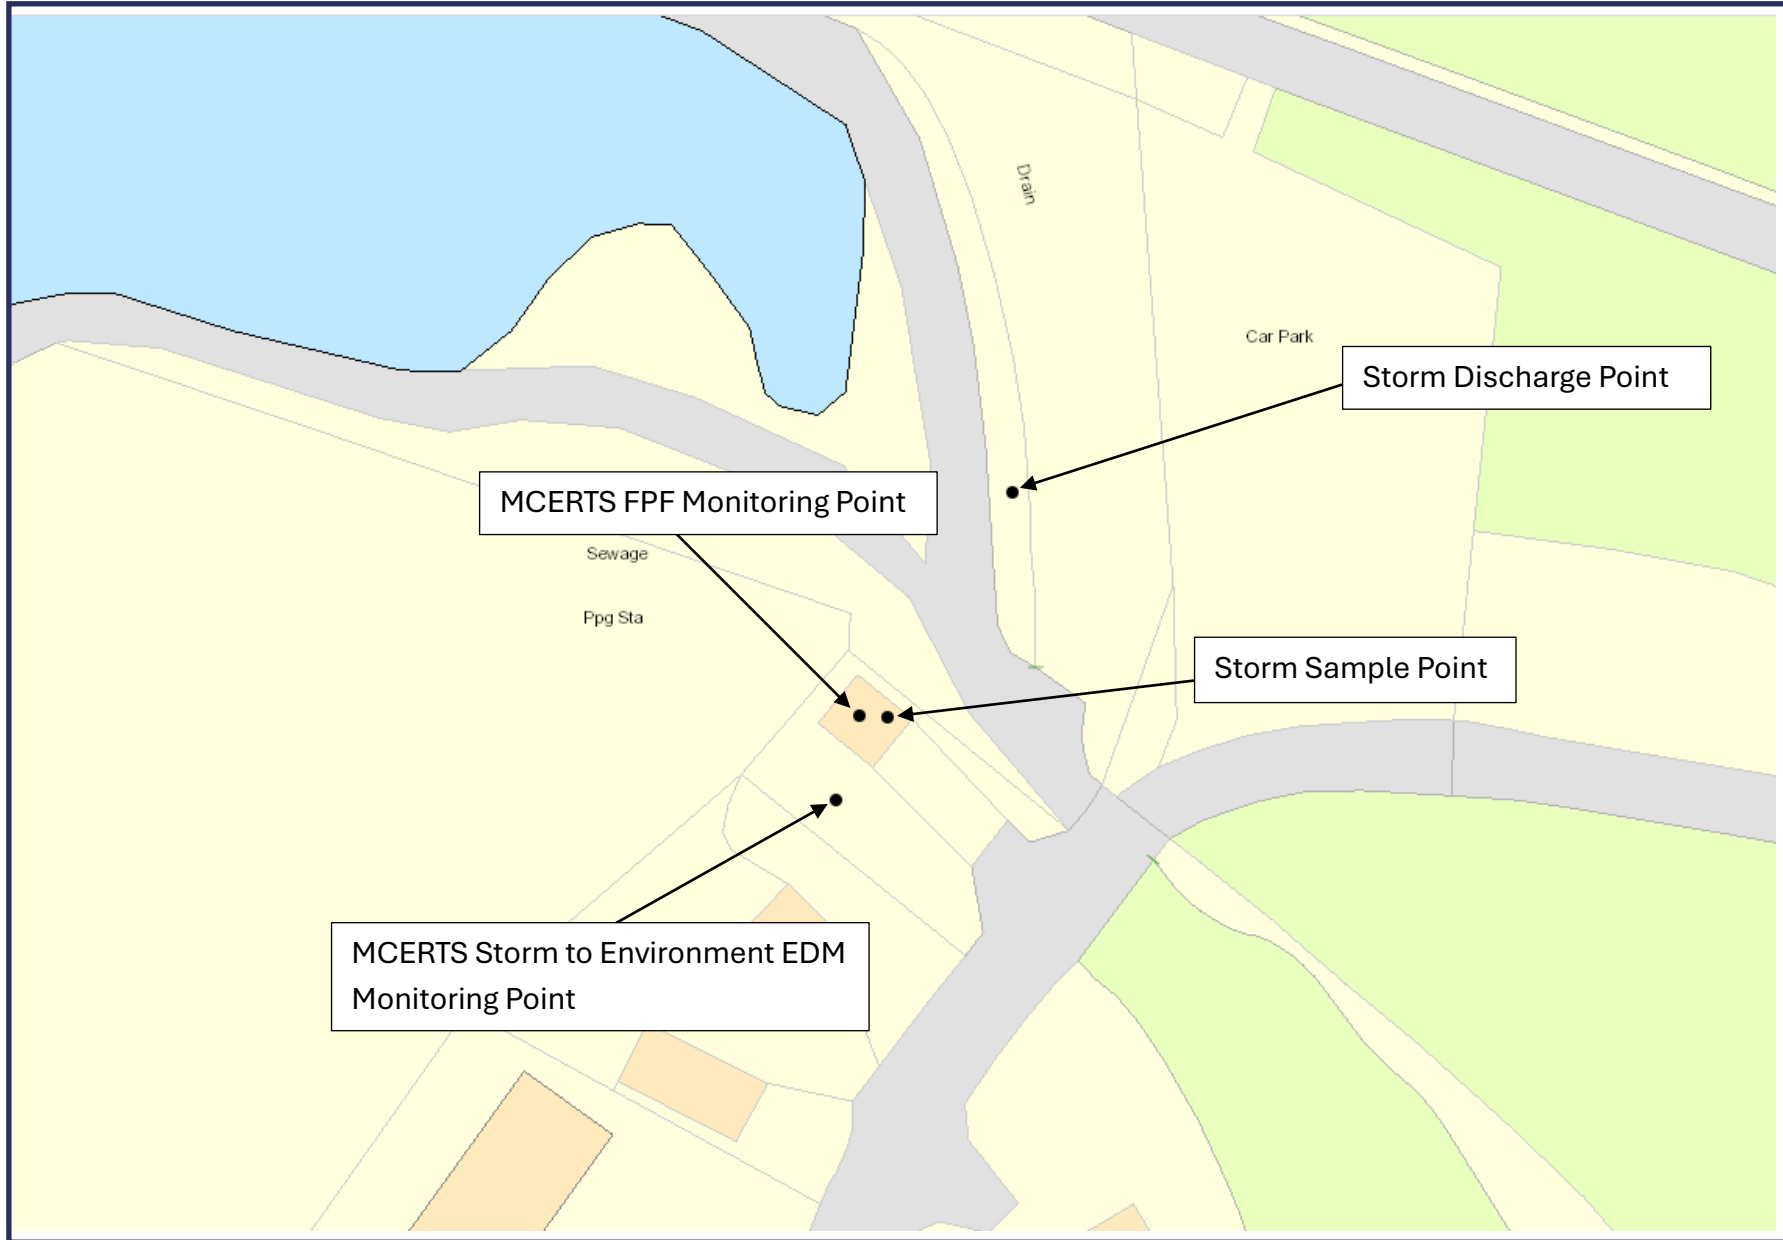 Drain
Car Park
Storm Discharge Point
MCERTS FPF Monitoring Point
Sewage
Ppg Sta
Storm Sample Point
MCERTS Storm to Environment EDM
Monitoring Point